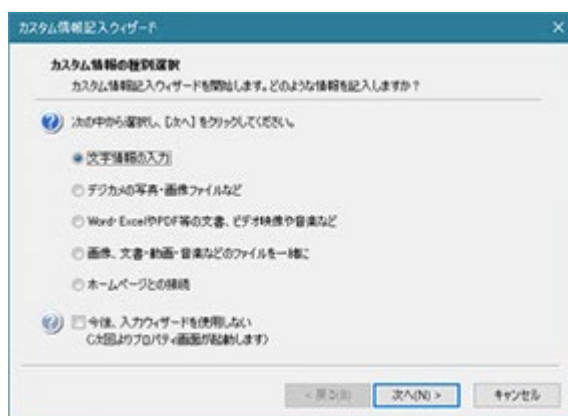 カスタム情報記入ウィザード
カスタム情報の種別選択
カスタム情報記入ウィザードを開始します。どのような情報を記入しますか?
次の中から選択し、[次へ]をクリックしてください。
文字情報の入力
デジカメの写真・画像ファイルなど
Word・ExcelやPDF等の文書、ビデオ映像や音楽など
画像、文書・動画・音楽などのファイルを一緒に
ホームページとの接続
今後、入力ウィザードを使用しない
(次回よりプロパティ画面が起動します)
< 戻る(B) 次へ(N) > キャンセル